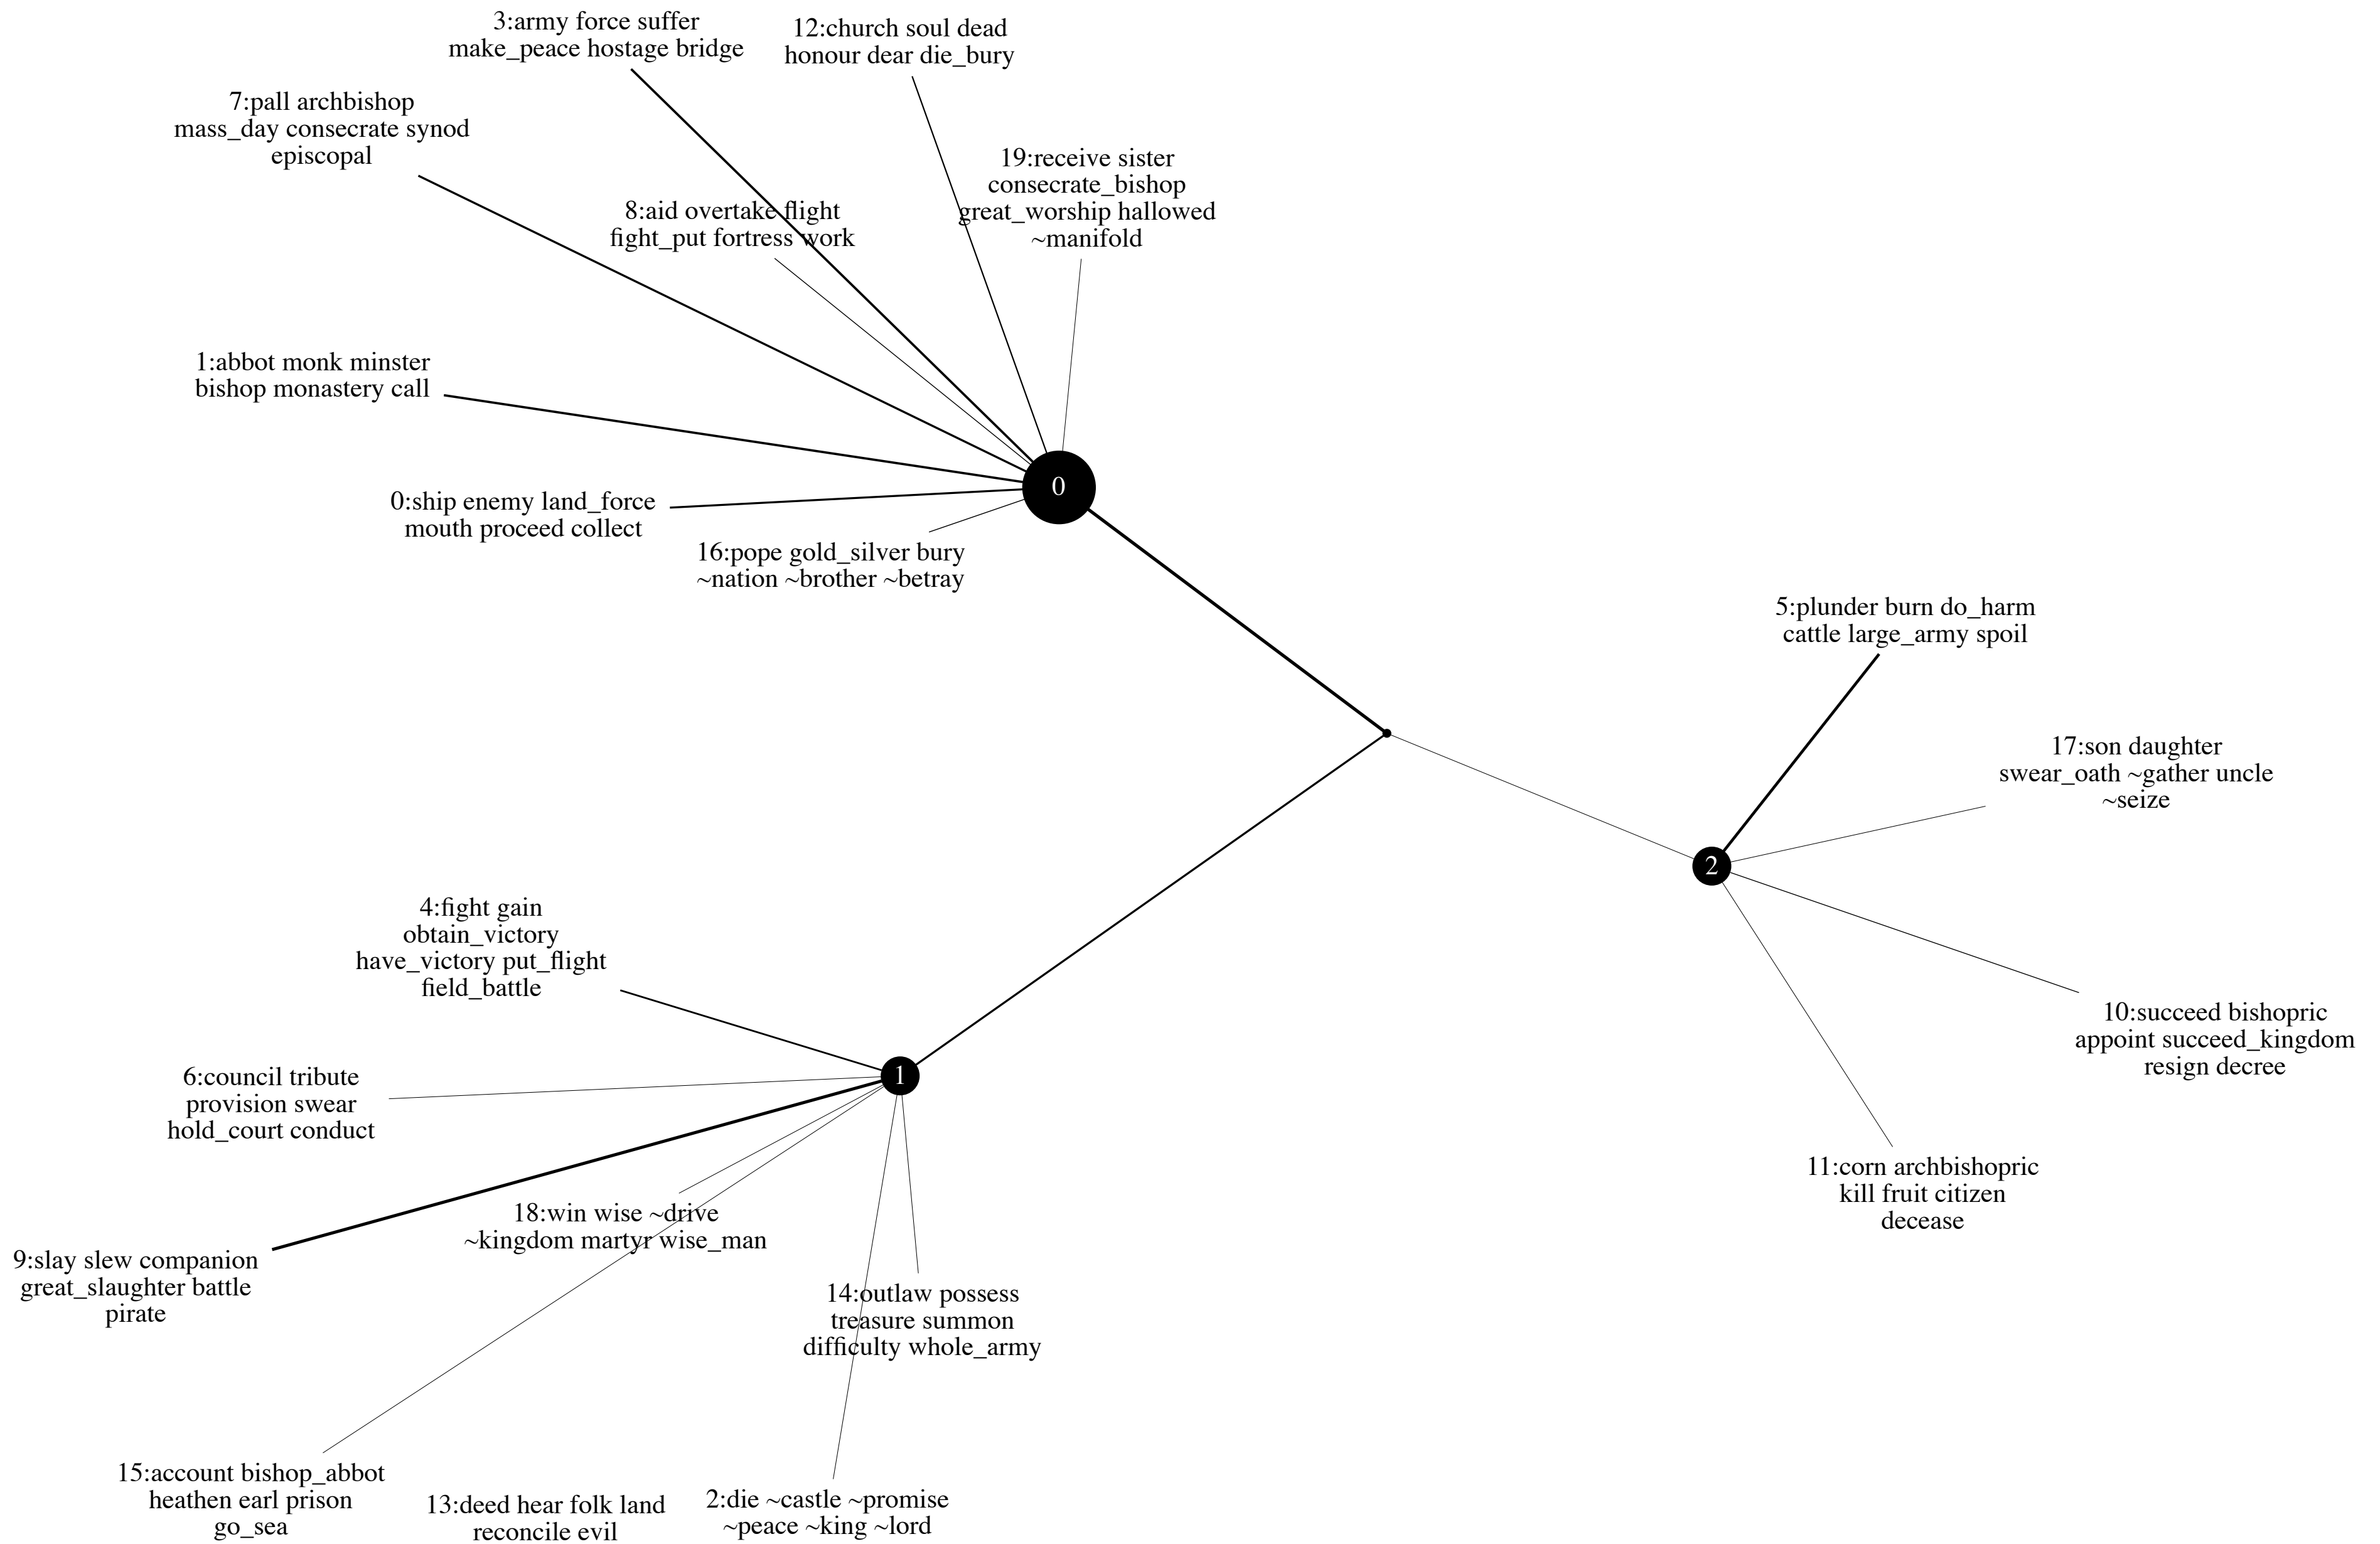 3:army force suffer
make_peace hostage bridge
12:church soul dead
honour dear die_bury
7:pall archbishop
mass_day consecrate synod
episcopal
19:receive sister
consecrate_bishop
great_worship hallowed
~manifold
8:aid overtake flight
fight_put fortress work
1:abbot monk minster
bishop monastery call
0
0:ship enemy land_force
mouth proceed collect
16:pope gold_silver bury
~nation ~brother ~betray
5:plunder burn do_harm
cattle large_army spoil
17:son daughter
swear_oath ~gather uncle
~seize
2
4:fight gain
obtain_victory
have_victory put_flight
field_battle
10:succeed bishopric
appoint succeed_kingdom
resign decree
1
6:council tribute
provision swear
hold_court conduct
11:corn archbishopric
kill fruit citizen
decease
18:win wise ~drive
~kingdom martyr wise_man
9:slay slew companion
great_slaughter battle
pirate
14:outlaw possess
treasure summon
difficulty whole_army
15:account bishop_abbot
heathen earl prison
go_sea
13:deed hear folk land
reconcile evil
2:die ~castle ~promise
~peace ~king ~lord